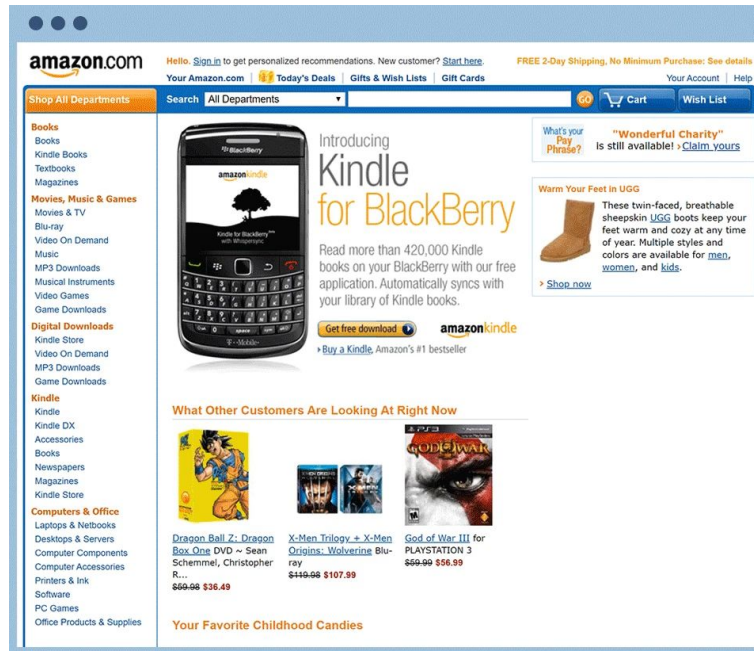 amazon.com
Hello. Sign in to get personalized recommendations. New customer? Start here.
FREE 2-Day Shipping, No Minimum Purchase: See details
Your Amazon.com
Today's Deals
Gifts & Wish Lists
Gift Cards
Your Account
Help
Shop All Departments
Search
All Departments
GO
Cart
Wish List
Books
Books
Kindle Books
Textbooks
Magazines
Movies, Music & Games
Movies & TV
Blu-ray
Video On Demand
Music
MP3 Downloads
Musical Instruments
Video Games
Game Downloads
Digital Downloads
Kindle Store
Video On Demand
MP3 Downloads
Game Downloads
Kindle
Kindle
Kindle DX
Accessories
Books
Newspapers
Magazines
Kindle Store
Computers & Office
Laptops & Netbooks
Desktops & Servers
Computer Components
Computer Accessories
Printers & Ink
Software
PC Games
Office Products & Supplies
BlackBerry
amazonkindle
Kindle for BlackBerry
with Whispersync
T-Mobile
Introducing
Kindle
for BlackBerry
Read more than 420,000 Kindle
books on your BlackBerry with our free
application. Automatically syncs with
your library of Kindle books.
Get free download
amazonkindle
Buy a Kindle, Amazon's #1 bestseller
What's your
Pay
Phrase?
"Wonderful Charity"
is still available! › Claim yours
Warm Your Feet in UGG
These twin-faced, breathable
sheepskin UGG boots keep your
feet warm and cozy at any time
of year. Multiple styles and
colors are available for men,
women, and kids.
› Shop now
What Other Customers Are Looking At Right Now
PS3
GOD OF WAR
Dragon Ball Z: Dragon
Box One DVD ~ Sean
Schemmel, Christopher
R...
$59.98 $36.49
X-Men Trilogy + X-Men
Origins: Wolverine Blu-
ray
$119.98 $107.99
God of War III for
PLAYSTATION 3
$59.99 $56.99
Your Favorite Childhood Candies